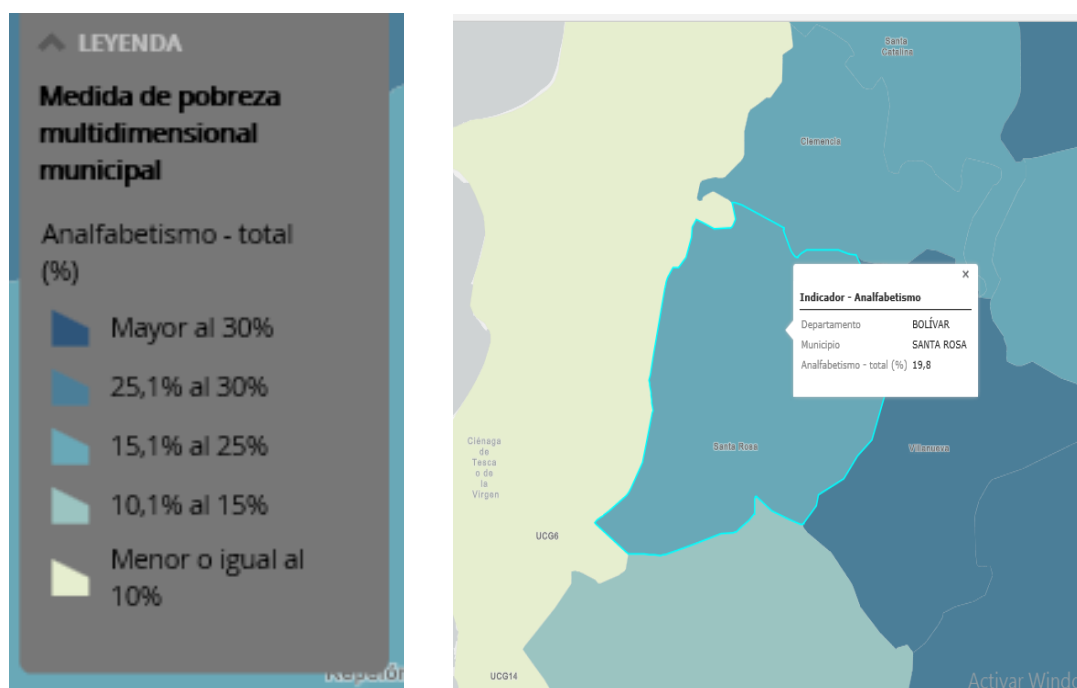 LEYENDA
Medida de pobreza
multidimensional
municipal
Analfabetismo - total
(%)
Mayor al 30%
25,1% al 30%
15,1% al 25%
10,1% al 15%
Menor o igual al
10%
Santa
Catalina
Clemencia
Indicador - Analfabetismo
x
Departamento BOLÍVAR
Municipio SANTA ROSA
Analfabetismo - total (%) 19,8
Santa Rosa
Villanueva
Ciénaga
de
Tesca
o de
la
Virgen
UCG6
UCG14
Activar Windo